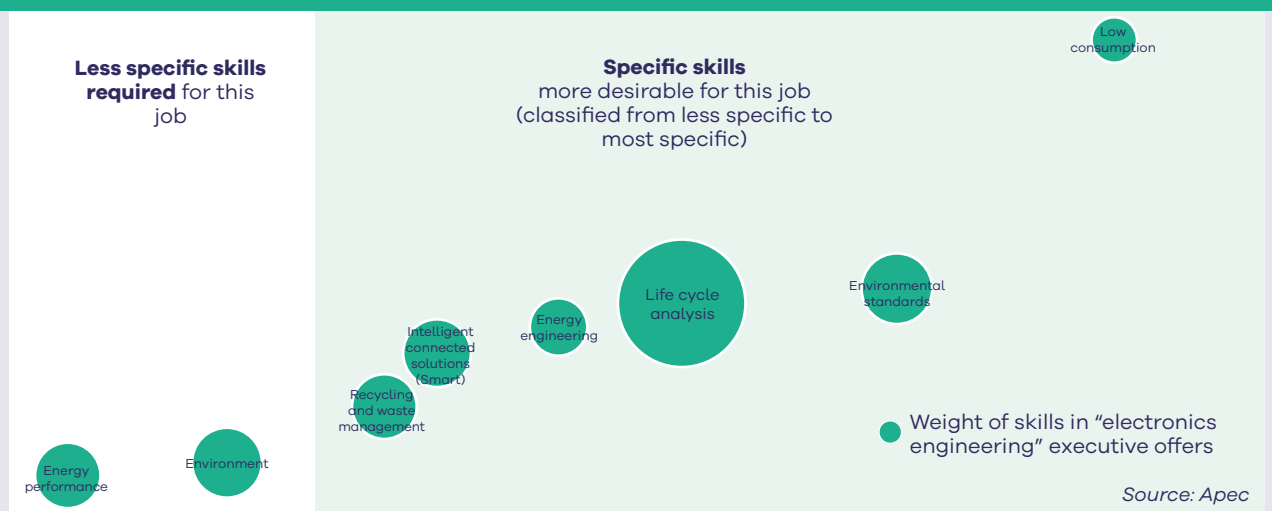 Less specific skills
required for this
job
Specific skills
more desirable for this job
(classified from less specific to
most specific)
Low
consumption
Life cycle
analysis
Environmental
standards
Energy
engineering
Intelligent
connected
solutions
(Smart)
Recycling
and waste
management
Environment
Energy
performance
Weight of skills in “electronics
engineering” executive offers
Source: Apec